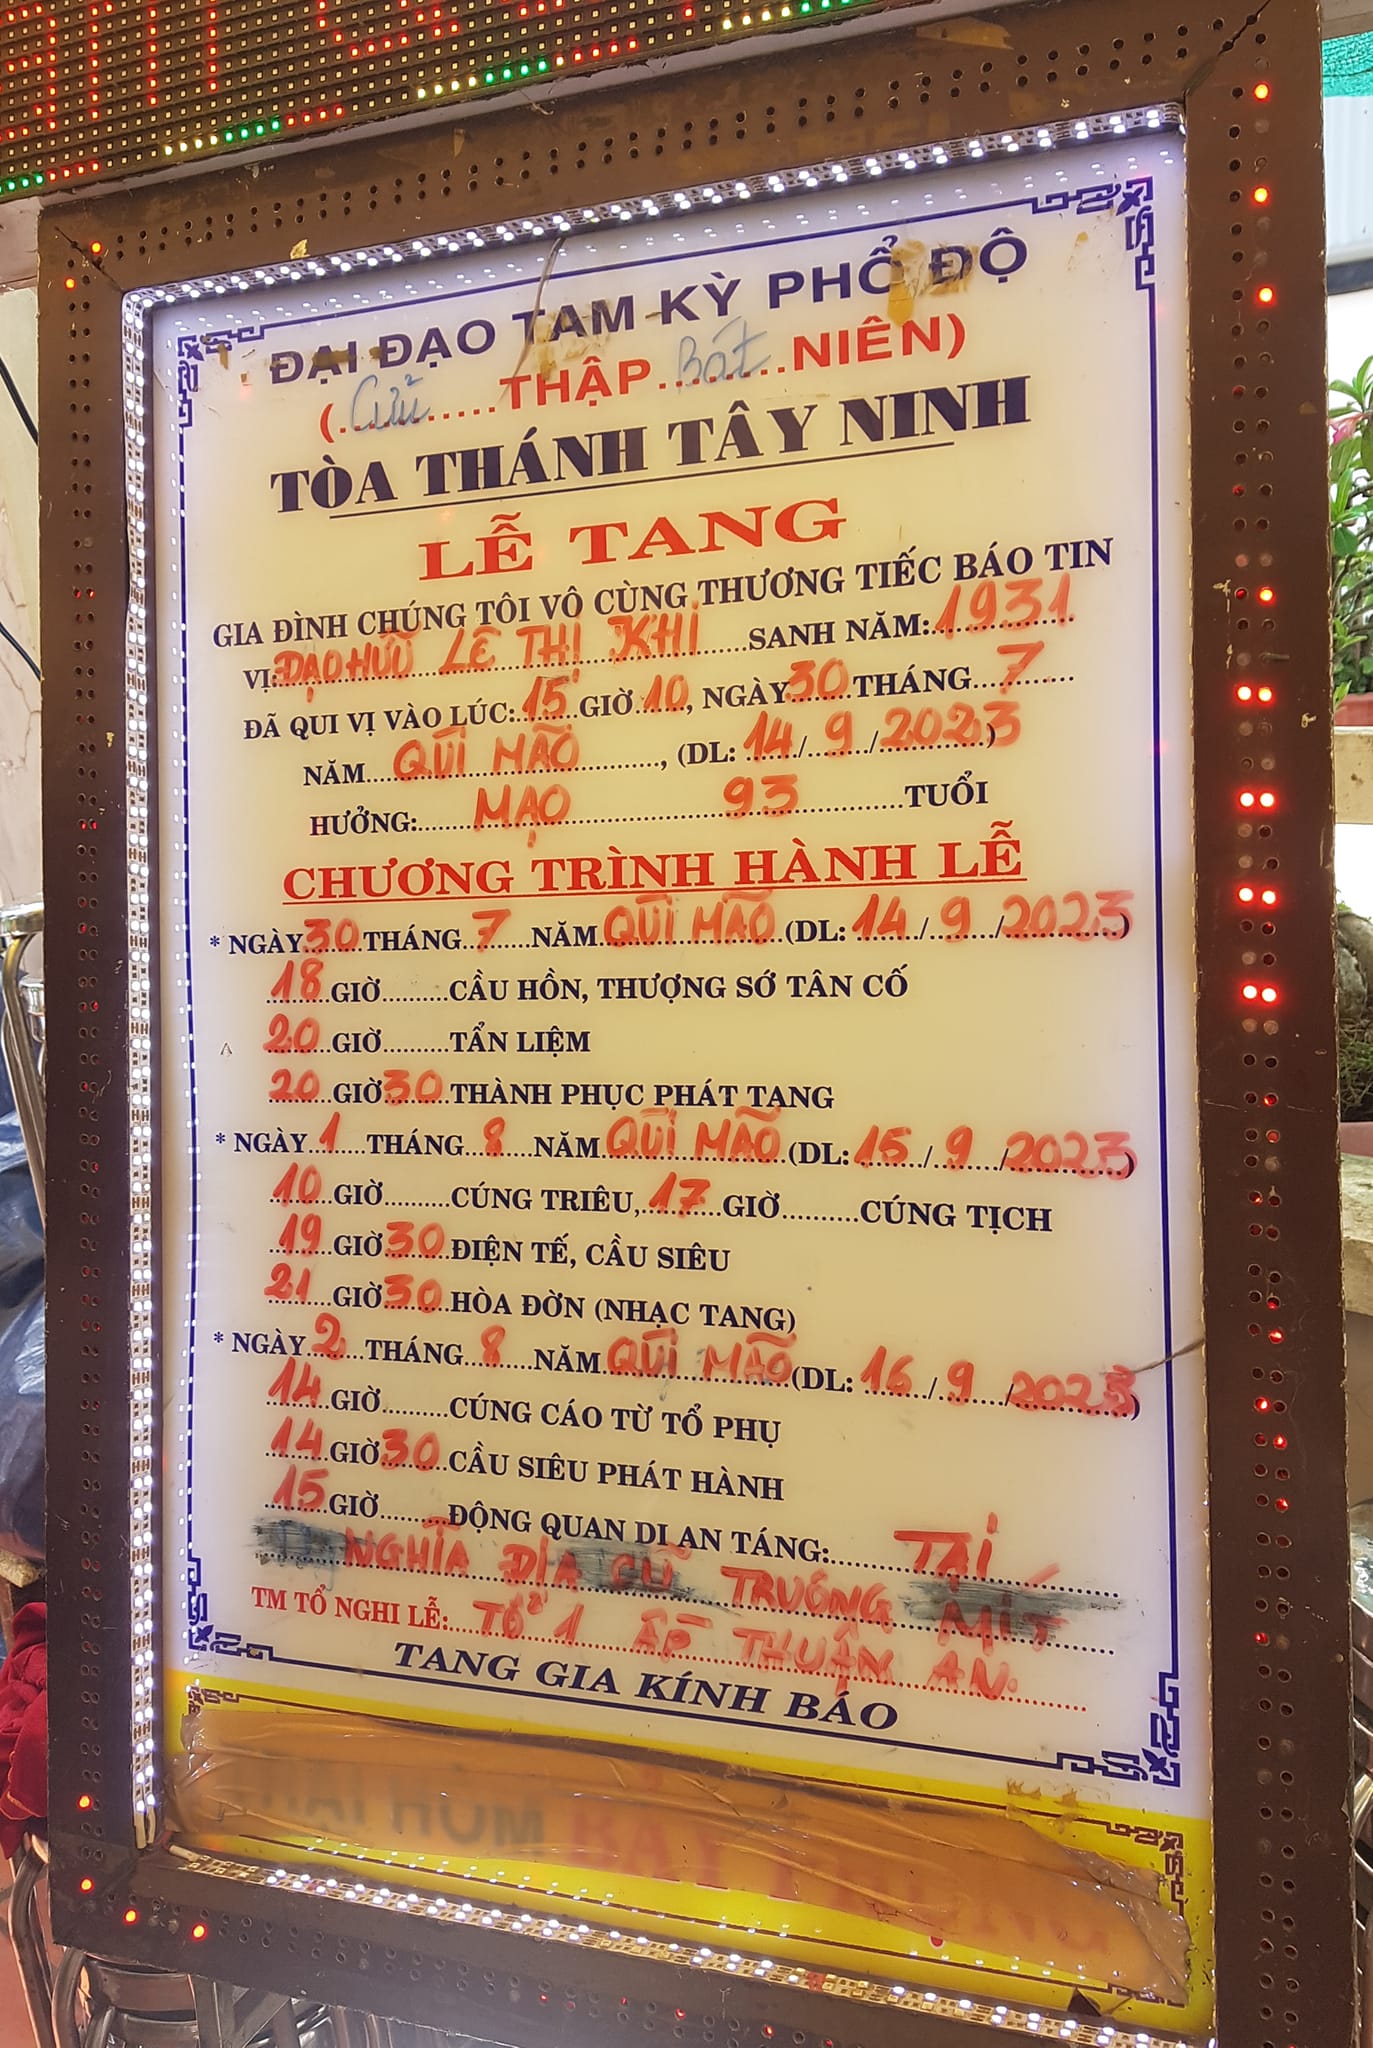 ĐẠI ĐẠO TAM KỲ PHỔ ĐỘ
(.Cửu......THẬP..Bát..NIÊN)
TÒA THÁNH TÂY NINH
LỄ TANG
GIA ĐÌNH CHÚNG TÔI VÔ CÙNG THƯƠNG TIẾC BÁO TIN
VỊ: ĐẠO HỮU LÊ THỊ KHI SANH NĂM: 1931
ĐÃ QUI VỊ VÀO LÚC: 15 GIỜ 10, NGÀY 30 THÁNG 7
NĂM QÚI MÃO, (DL: 14/9/2023)
HƯỞNG: MẠO 93 TUỔI
CHƯƠNG TRÌNH HÀNH LỄ
* NGÀY 30 THÁNG 7 NĂM QÚI MÃO (DL: 14/9/2023)
18 GIỜ..........CẦU HỒN, THƯỢNG SỚ TÂN CỐ
20 GIỜ..........TẨN LIỆM
20 GIỜ 30 THÀNH PHỤC PHÁT TANG
* NGÀY 1 THÁNG 8 NĂM QÚI MÃO (DL: 15/9/2023)
10 GIỜ..........CÚNG TRIÊU, 17 GIỜ..........CÚNG TỊCH
19 GIỜ 30 ĐIỆN TẾ, CẦU SIÊU
21 GIỜ 30 HÒA ĐỜN (NHẠC TANG)
* NGÀY 2 THÁNG 8 NĂM QÚI MÃO (DL: 16/9/2023)
14 GIỜ..........CÚNG CÁO TỪ TỔ PHỤ
14 GIỜ 30 CẦU SIÊU PHÁT HÀNH
15 GIỜ..........ĐỘNG QUAN DI AN TÁNG: TẠI
NGHĨA ĐỊA CŨ TRUÓNG MÍT
TM TỔ NGHI LỄ: TỔ 1 ẤP THUẬN AN.
TANG GIA KÍNH BÁO
HÒM